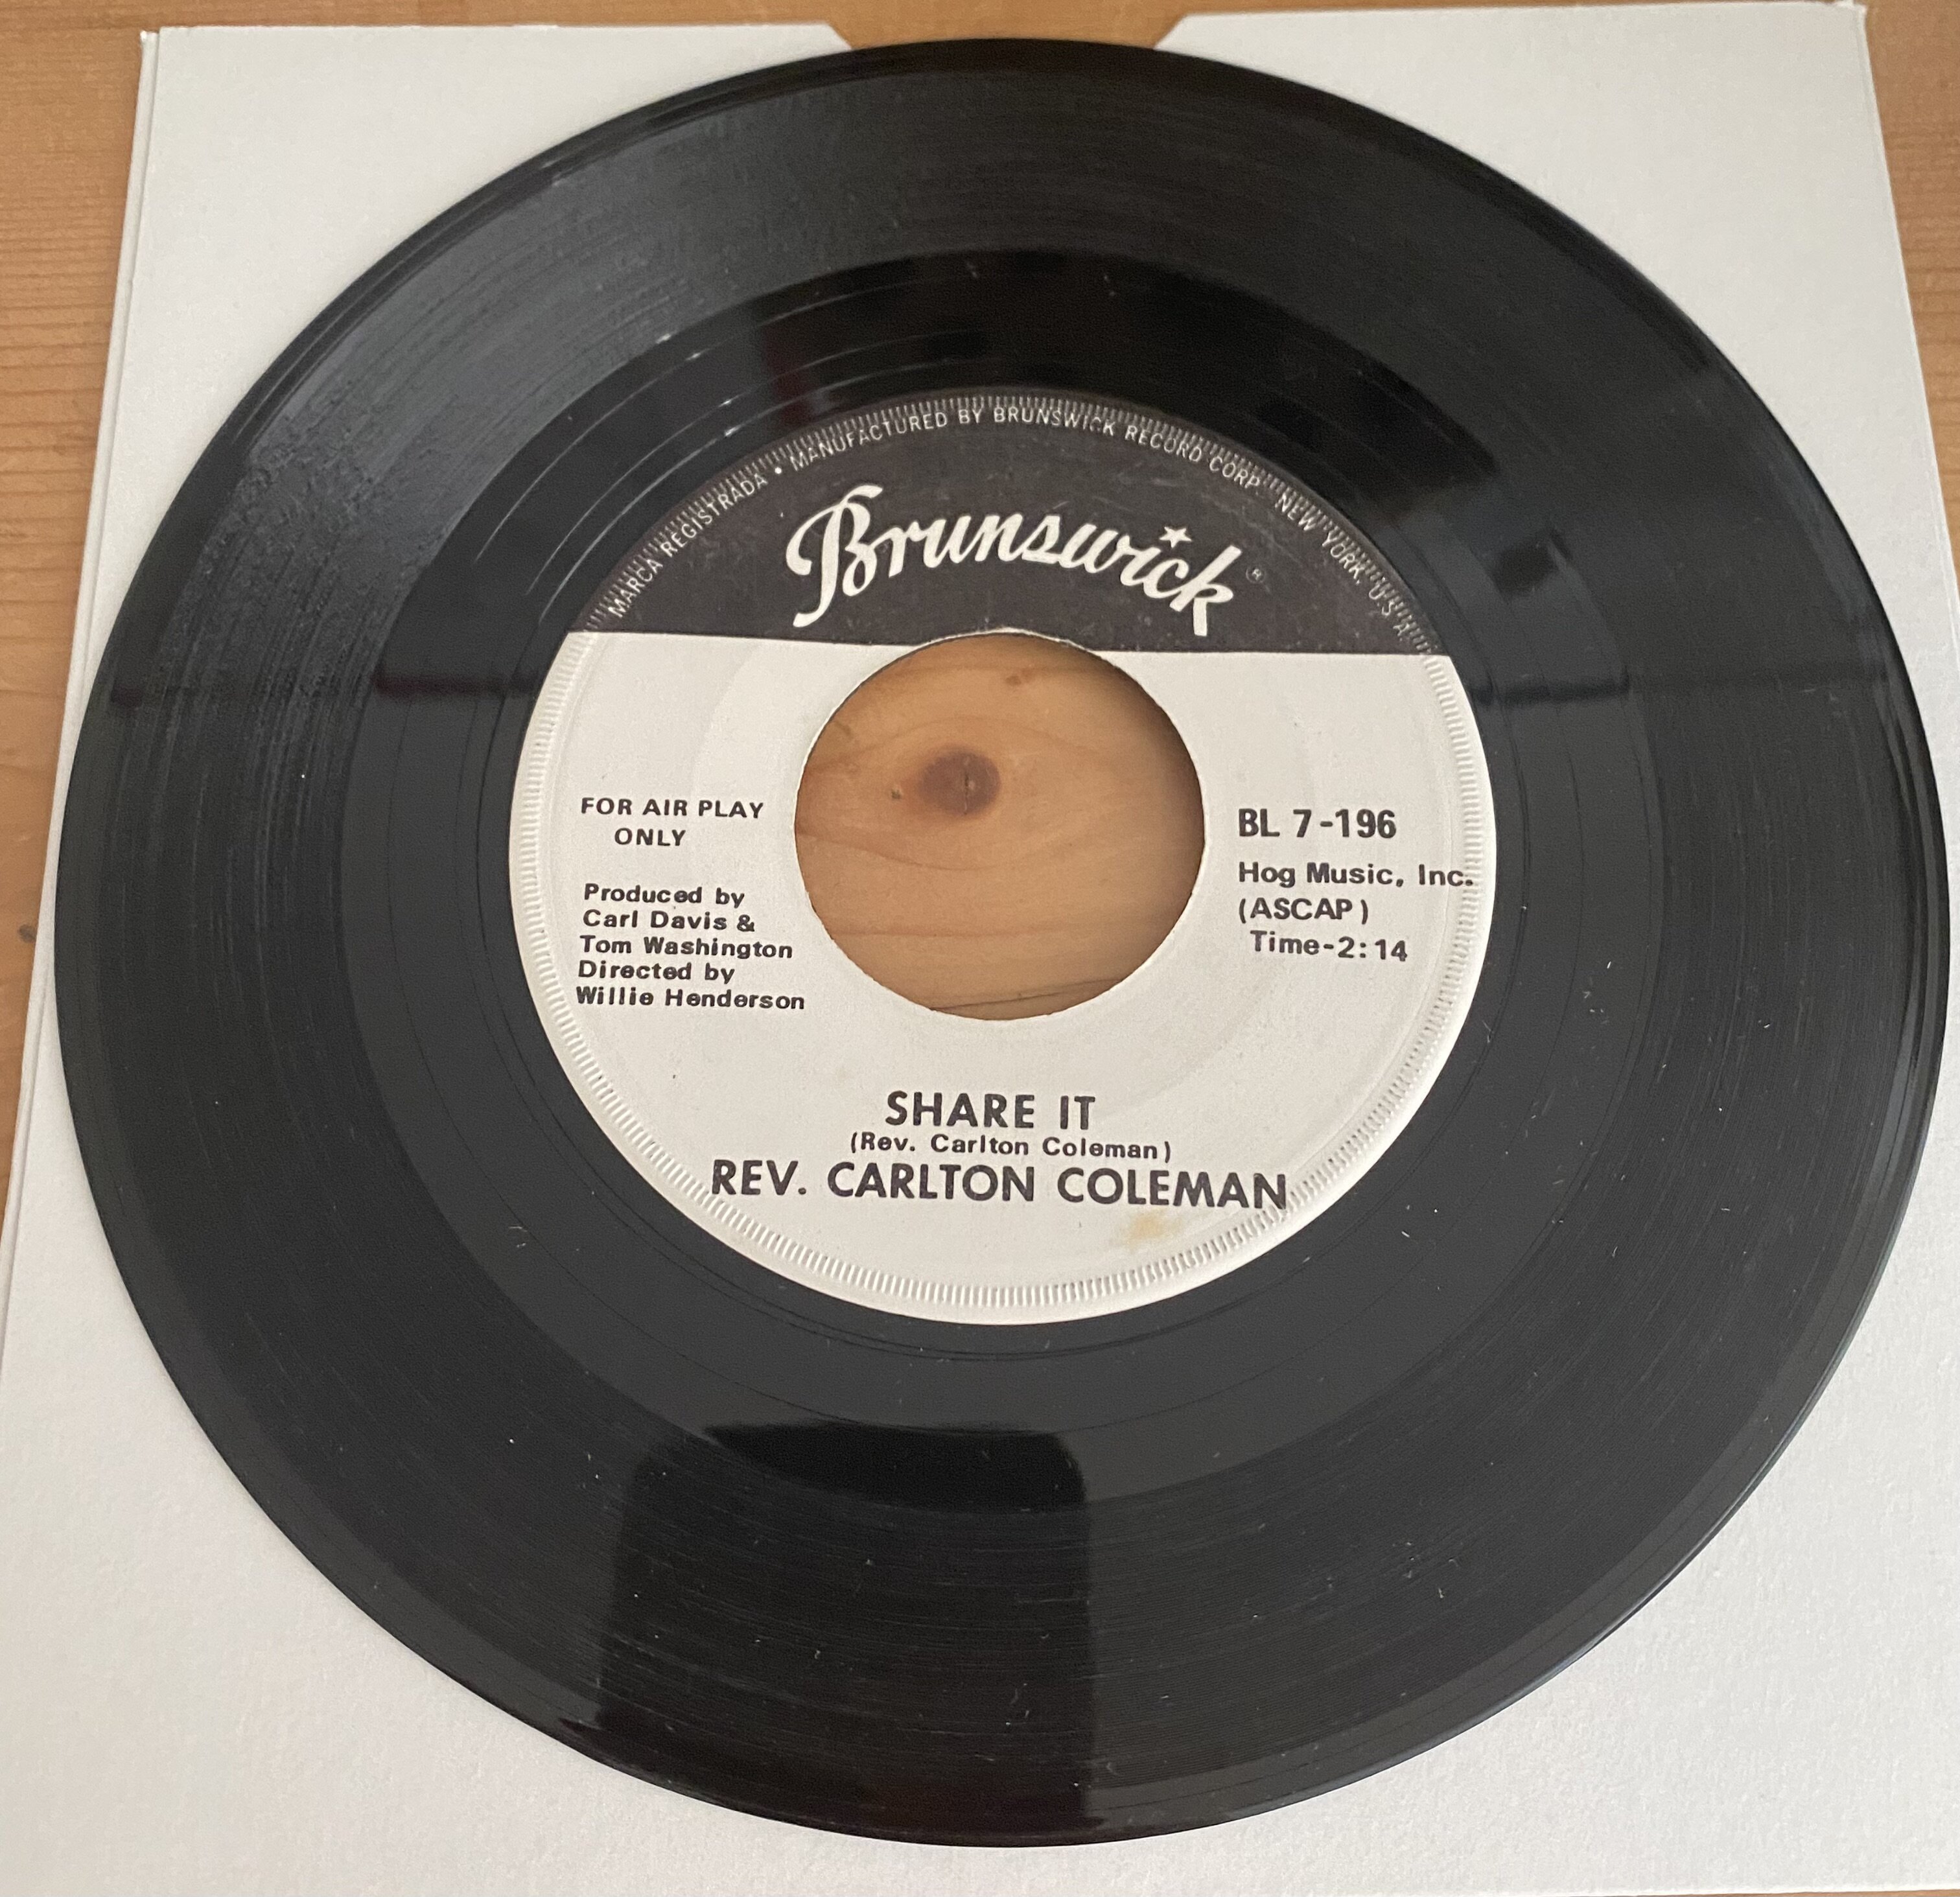 MARCA REGISTRADA • MANUFACTURED BY BRUNSWICK RECORD CORP. NEW YORK, U.S.A.
Brunswick ®
FOR AIR PLAY
ONLY
Produced by
Carl Davis &
Tom Washington
Directed by
Willie Henderson
BL 7-196
Hog Music, Inc.
(ASCAP)
Time-2:14
SHARE IT
(Rev. Carlton Coleman)
REV. CARLTON COLEMAN